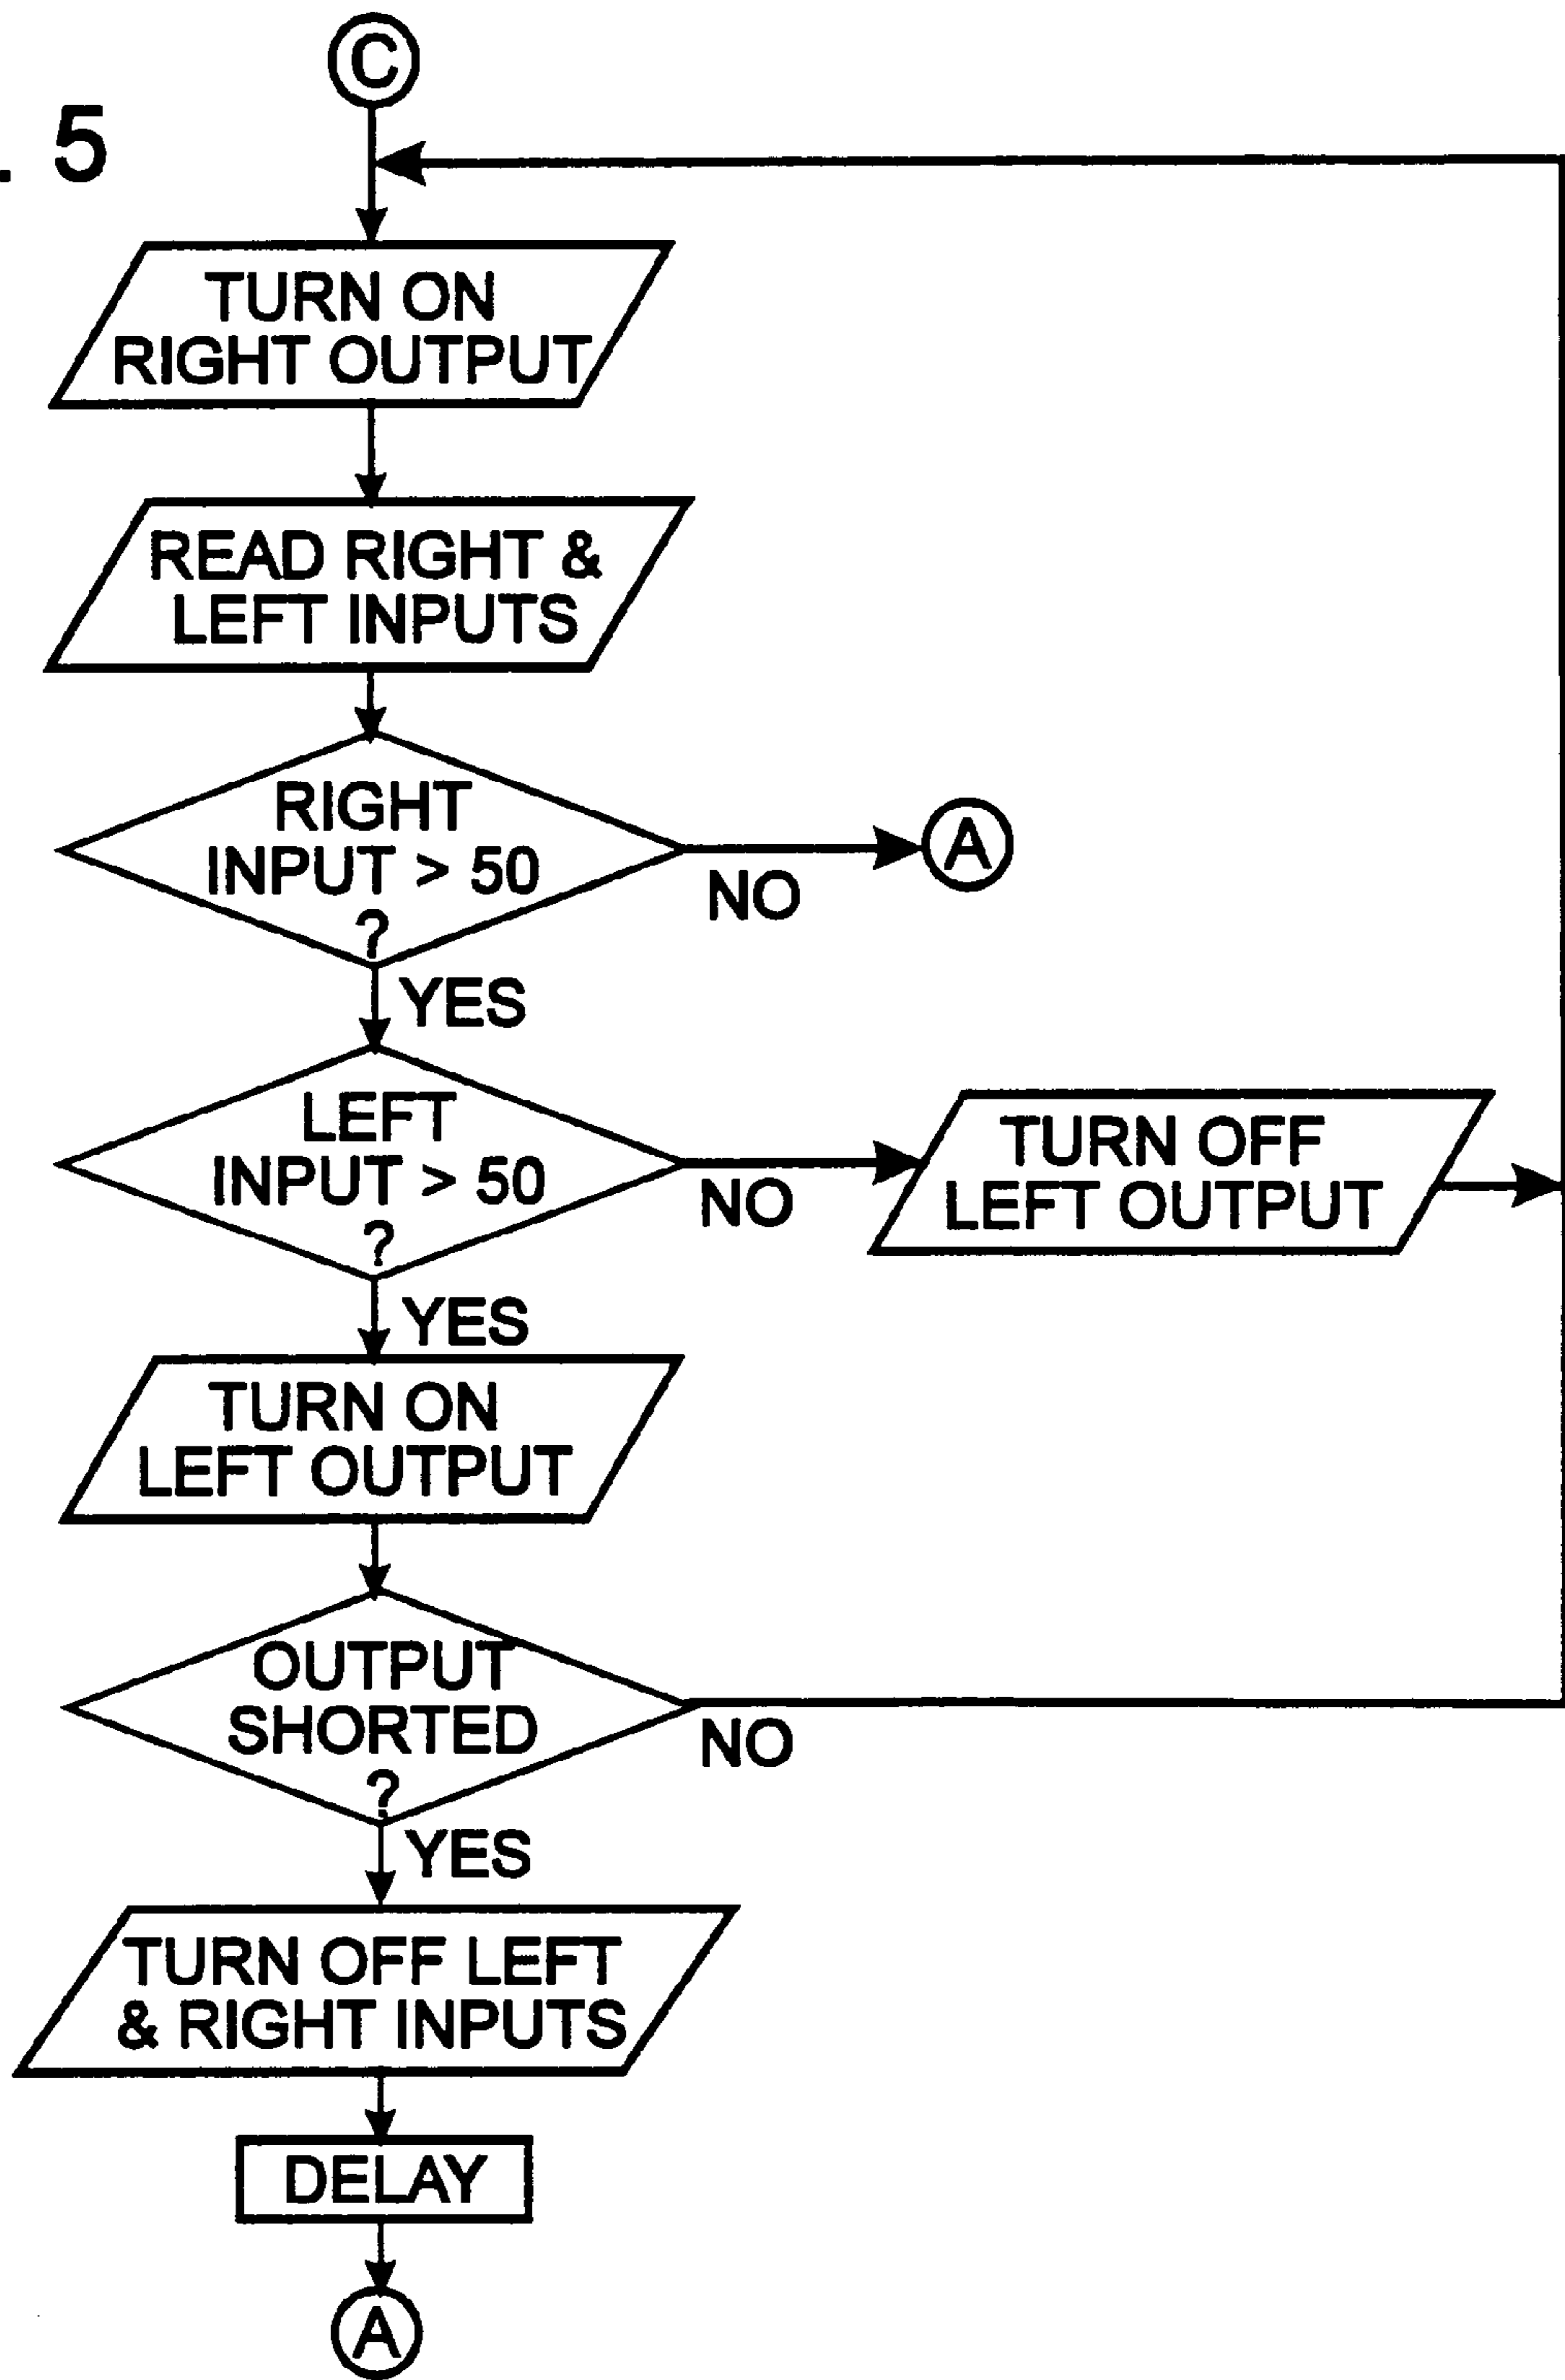 C
. 5
TURN ON
RIGHT OUTPUT
READ RIGHT &
LEFT INPUTS
RIGHT
INPUT > 50
?
NO
A
YES
LEFT
INPUT > 50
?
NO
TURN OFF
LEFT OUTPUT
YES
TURN ON
LEFT OUTPUT
OUTPUT
SHORTED
?
NO
YES
TURN OFF LEFT
& RIGHT INPUTS
DELAY
A